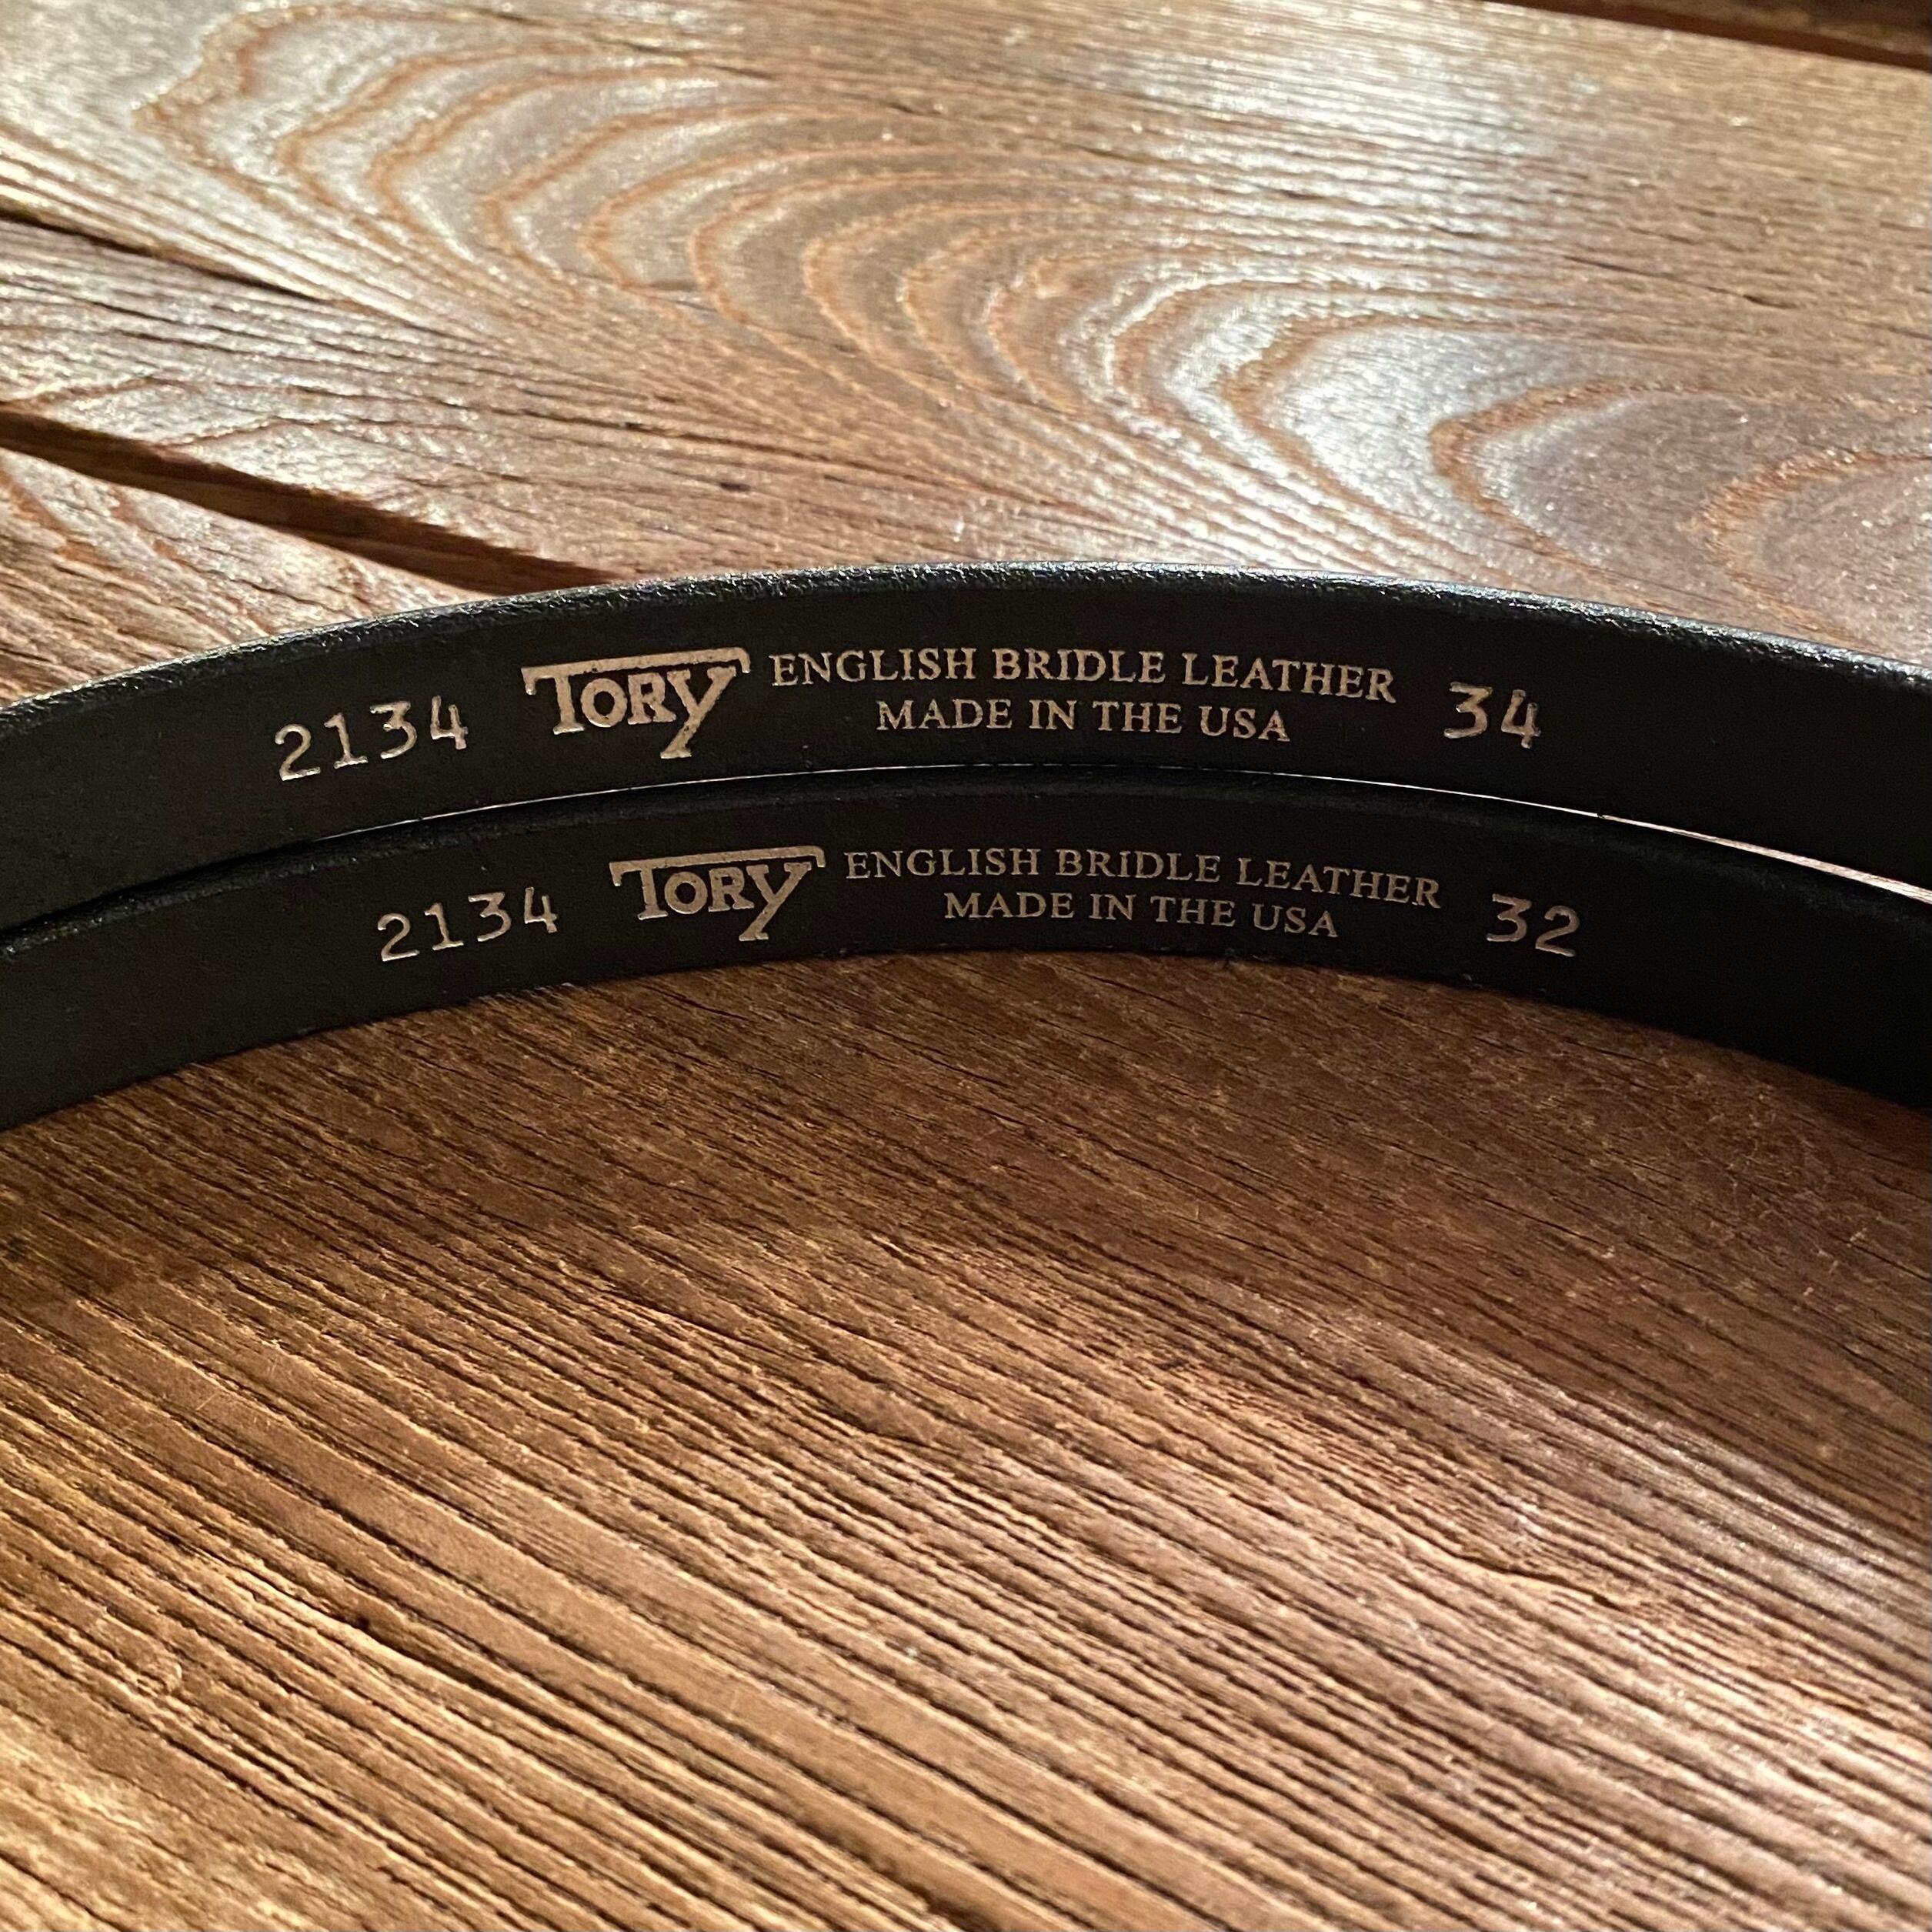 2134 TORY ENGLISH BRIDLE LEATHER 34
MADE IN THE USA
2134 TORY ENGLISH BRIDLE LEATHER 32
MADE IN THE USA